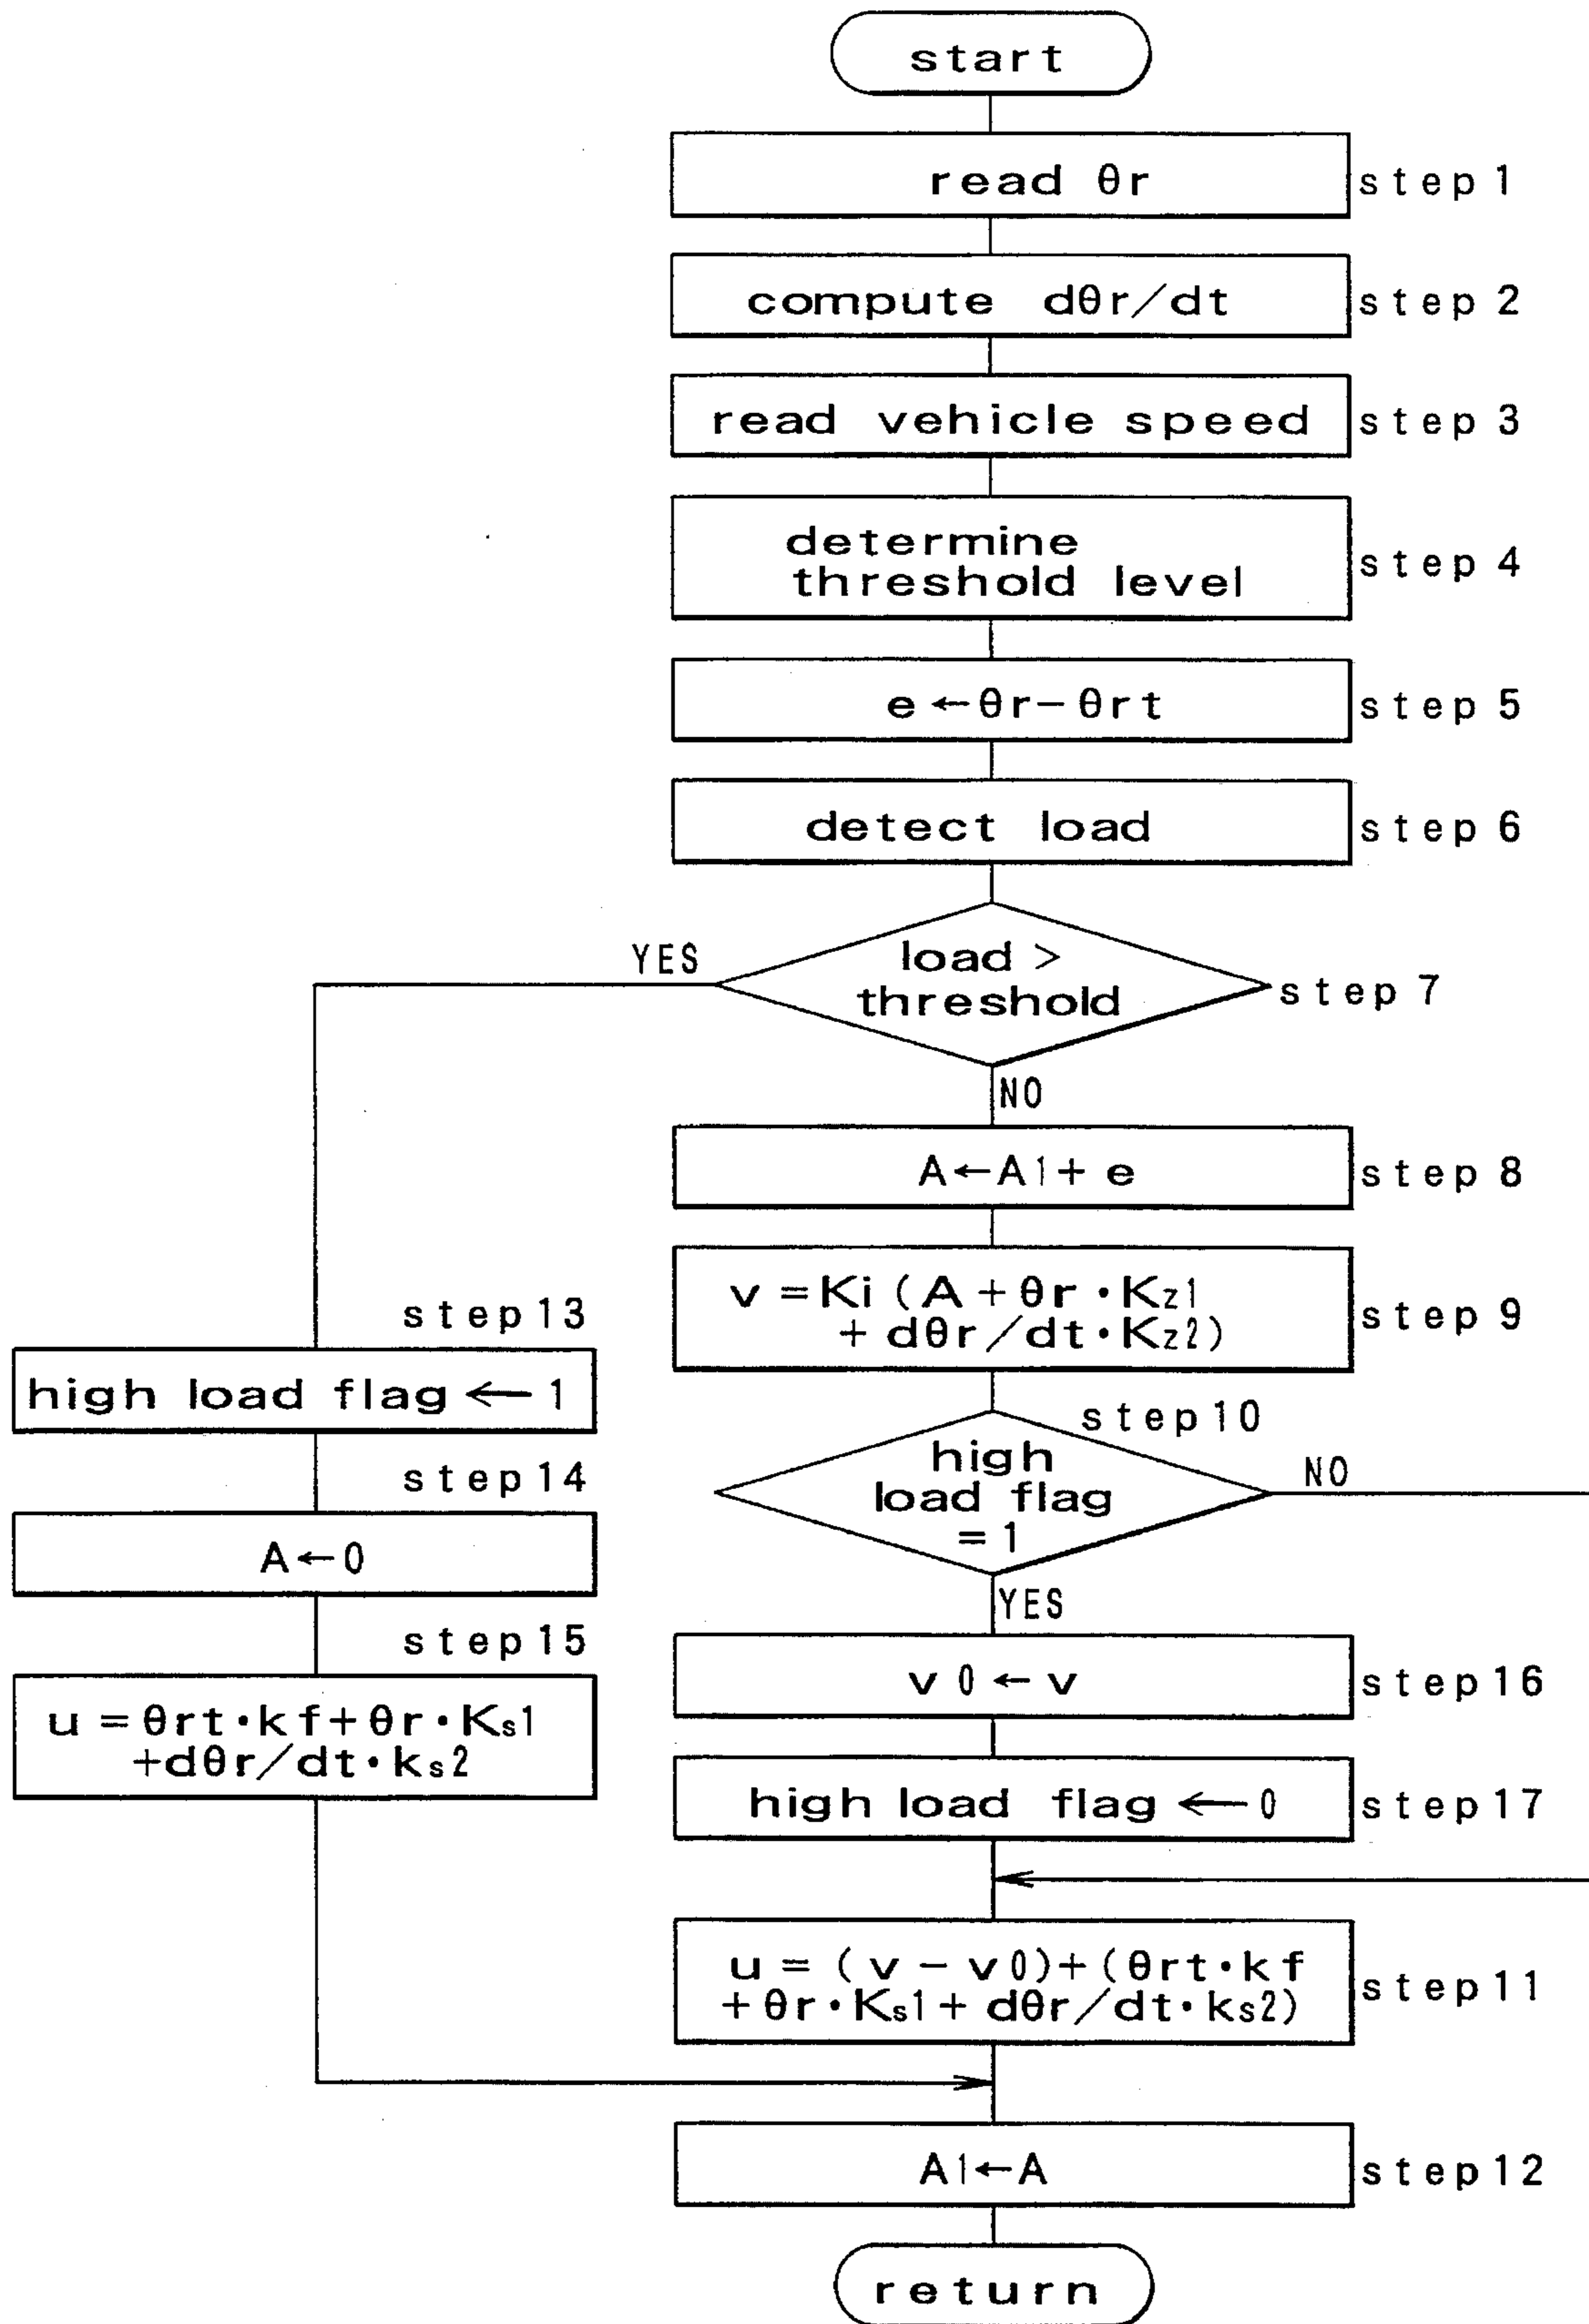 start
read θr
step 1
compute dθr/dt
step 2
read vehicle speed
step 3
determine
threshold level
step 4
e←θr−θrt
step 5
detect load
step 6
load >
threshold
step 7
YES
NO
A←A1+e
step 8
v=Ki(A+θr·Kz1
+dθr/dt·Kz2)
step 9
step 10
high
load flag
=1
NO
YES
step 13
high load flag ← 1
step 14
A←0
step 15
u=θrt·kf+θr·Ks1
+dθr/dt·ks2
v0←v
step 16
high load flag ← 0
step 17
u=(v−v0)+(θrt·kf
+θr·Ks1+dθr/dt·ks2)
step 11
A1←A
step 12
return